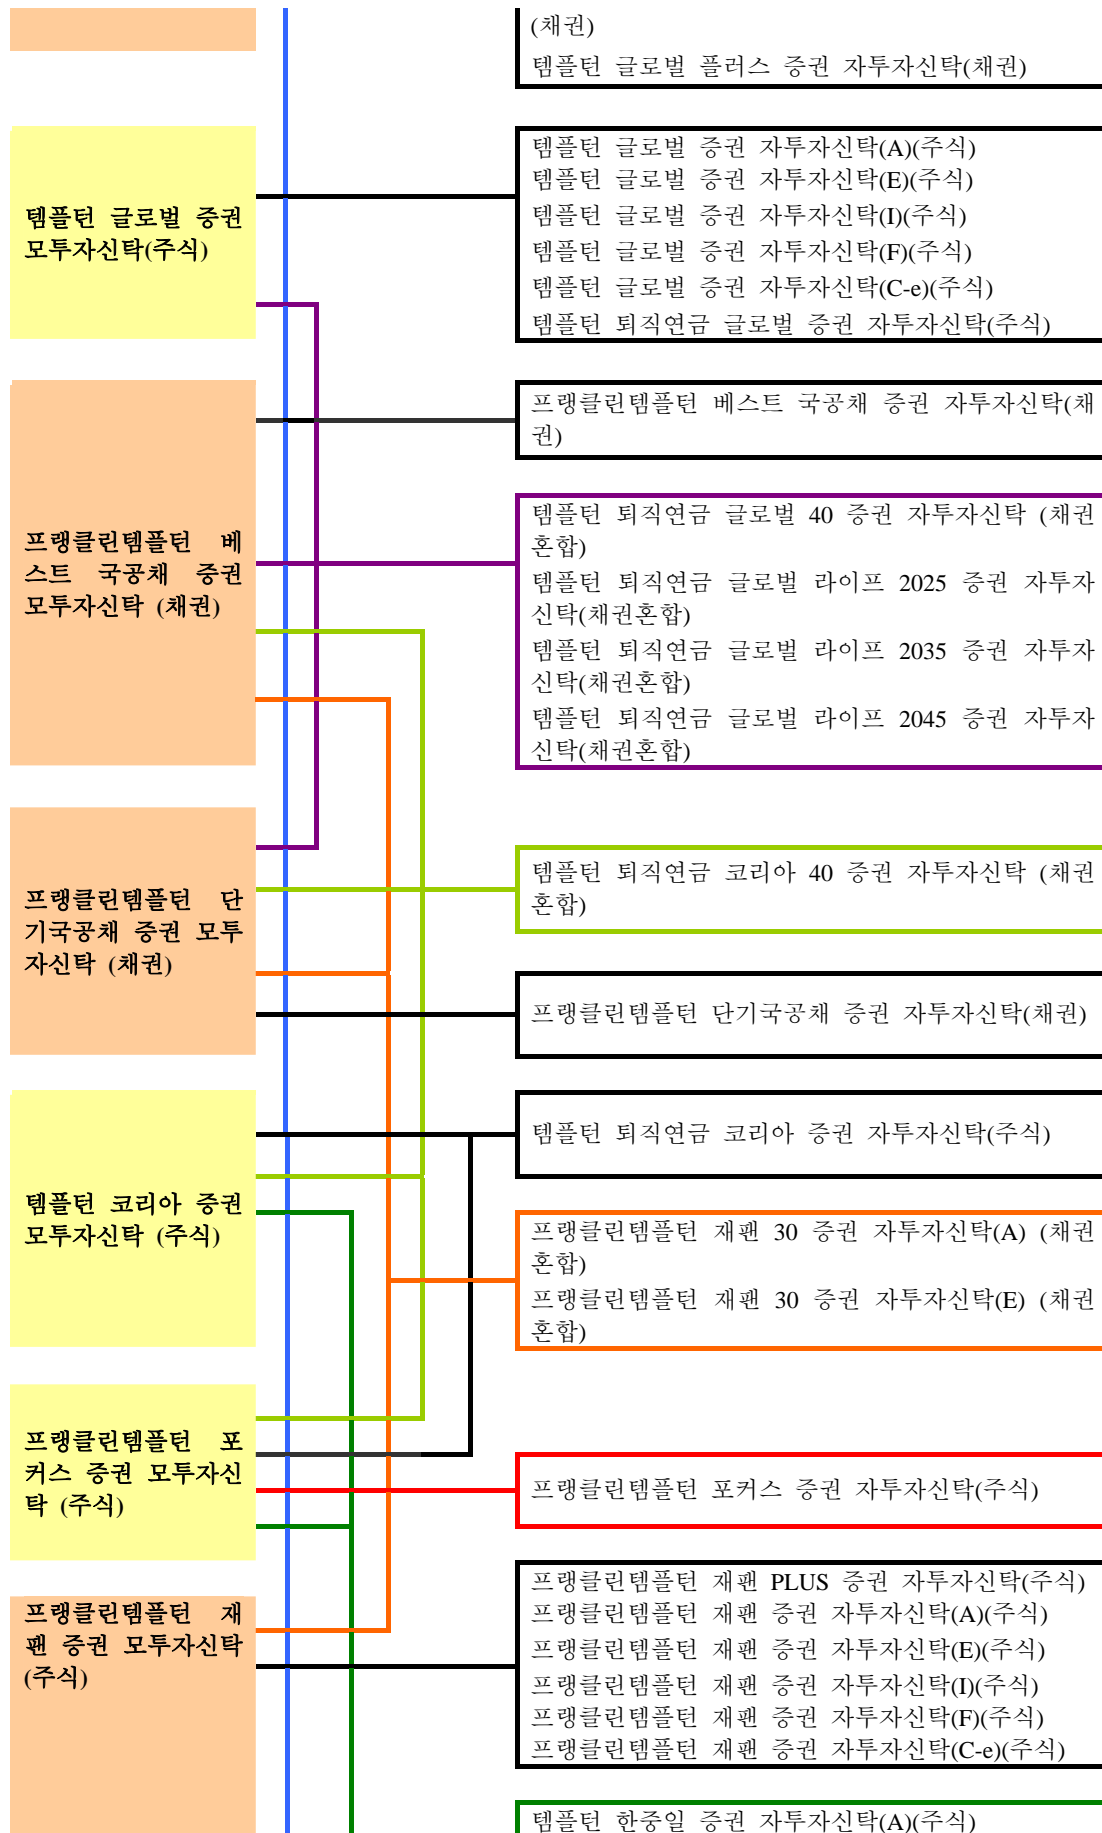 (채권)
템플턴 글로벌 플러스 증권 자투자신탁(채권)
템플턴 글로벌 증권
모투자신탁(주식)
템플턴 글로벌 증권 자투자신탁(A)(주식)
템플턴 글로벌 증권 자투자신탁(E)(주식)
템플턴 글로벌 증권 자투자신탁(I)(주식)
템플턴 글로벌 증권 자투자신탁(F)(주식)
템플턴 글로벌 증권 자투자신탁(C-e)(주식)
템플턴 퇴직연금 글로벌 증권 자투자신탁(주식)
프랭클린템플턴 베
스트 국공채 증권
모투자신탁 (채권)
프랭클린템플턴 베스트 국공채 증권 자투자신탁(채
권)
템플턴 퇴직연금 글로벌 40 증권 자투자신탁 (채권
혼합)
템플턴 퇴직연금 글로벌 라이프 2025 증권 자투자
신탁(채권혼합)
템플턴 퇴직연금 글로벌 라이프 2035 증권 자투자
신탁(채권혼합)
템플턴 퇴직연금 글로벌 라이프 2045 증권 자투자
신탁(채권혼합)
프랭클린템플턴 단
기국공채 증권 모투
자신탁 (채권)
템플턴 퇴직연금 코리아 40 증권 자투자신탁 (채권
혼합)
프랭클린템플턴 단기국공채 증권 자투자신탁(채권)
템플턴 코리아 증권
모투자신탁 (주식)
템플턴 퇴직연금 코리아 증권 자투자신탁(주식)
프랭클린템플턴 재팬 30 증권 자투자신탁(A) (채권
혼합)
프랭클린템플턴 재팬 30 증권 자투자신탁(E) (채권
혼합)
프랭클린템플턴 포
커스 증권 모투자신
탁 (주식)
프랭클린템플턴 포커스 증권 자투자신탁(주식)
프랭클린템플턴 재
팬 증권 모투자신탁
(주식)
프랭클린템플턴 재팬 PLUS 증권 자투자신탁(주식)
프랭클린템플턴 재팬 증권 자투자신탁(A)(주식)
프랭클린템플턴 재팬 증권 자투자신탁(E)(주식)
프랭클린템플턴 재팬 증권 자투자신탁(I)(주식)
프랭클린템플턴 재팬 증권 자투자신탁(F)(주식)
프랭클린템플턴 재팬 증권 자투자신탁(C-e)(주식)
템플턴 한중일 증권 자투자신탁(A)(주식)